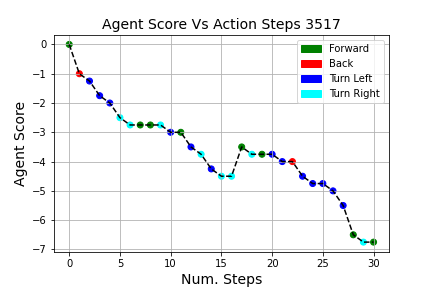 Agent Score Vs Action Steps 3517
Forward
Back
Turn Left
Turn Right
Agent Score
0
−1
−2
−3
−4
−5
−6
−7
0 5 10 15 20 25 30
Num. Steps